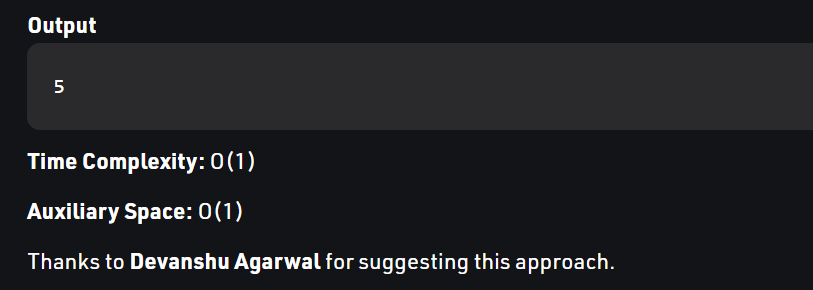 Output
5
Time Complexity: O(1)
Auxiliary Space: O(1)
Thanks to Devanshu Agarwal for suggesting this approach.